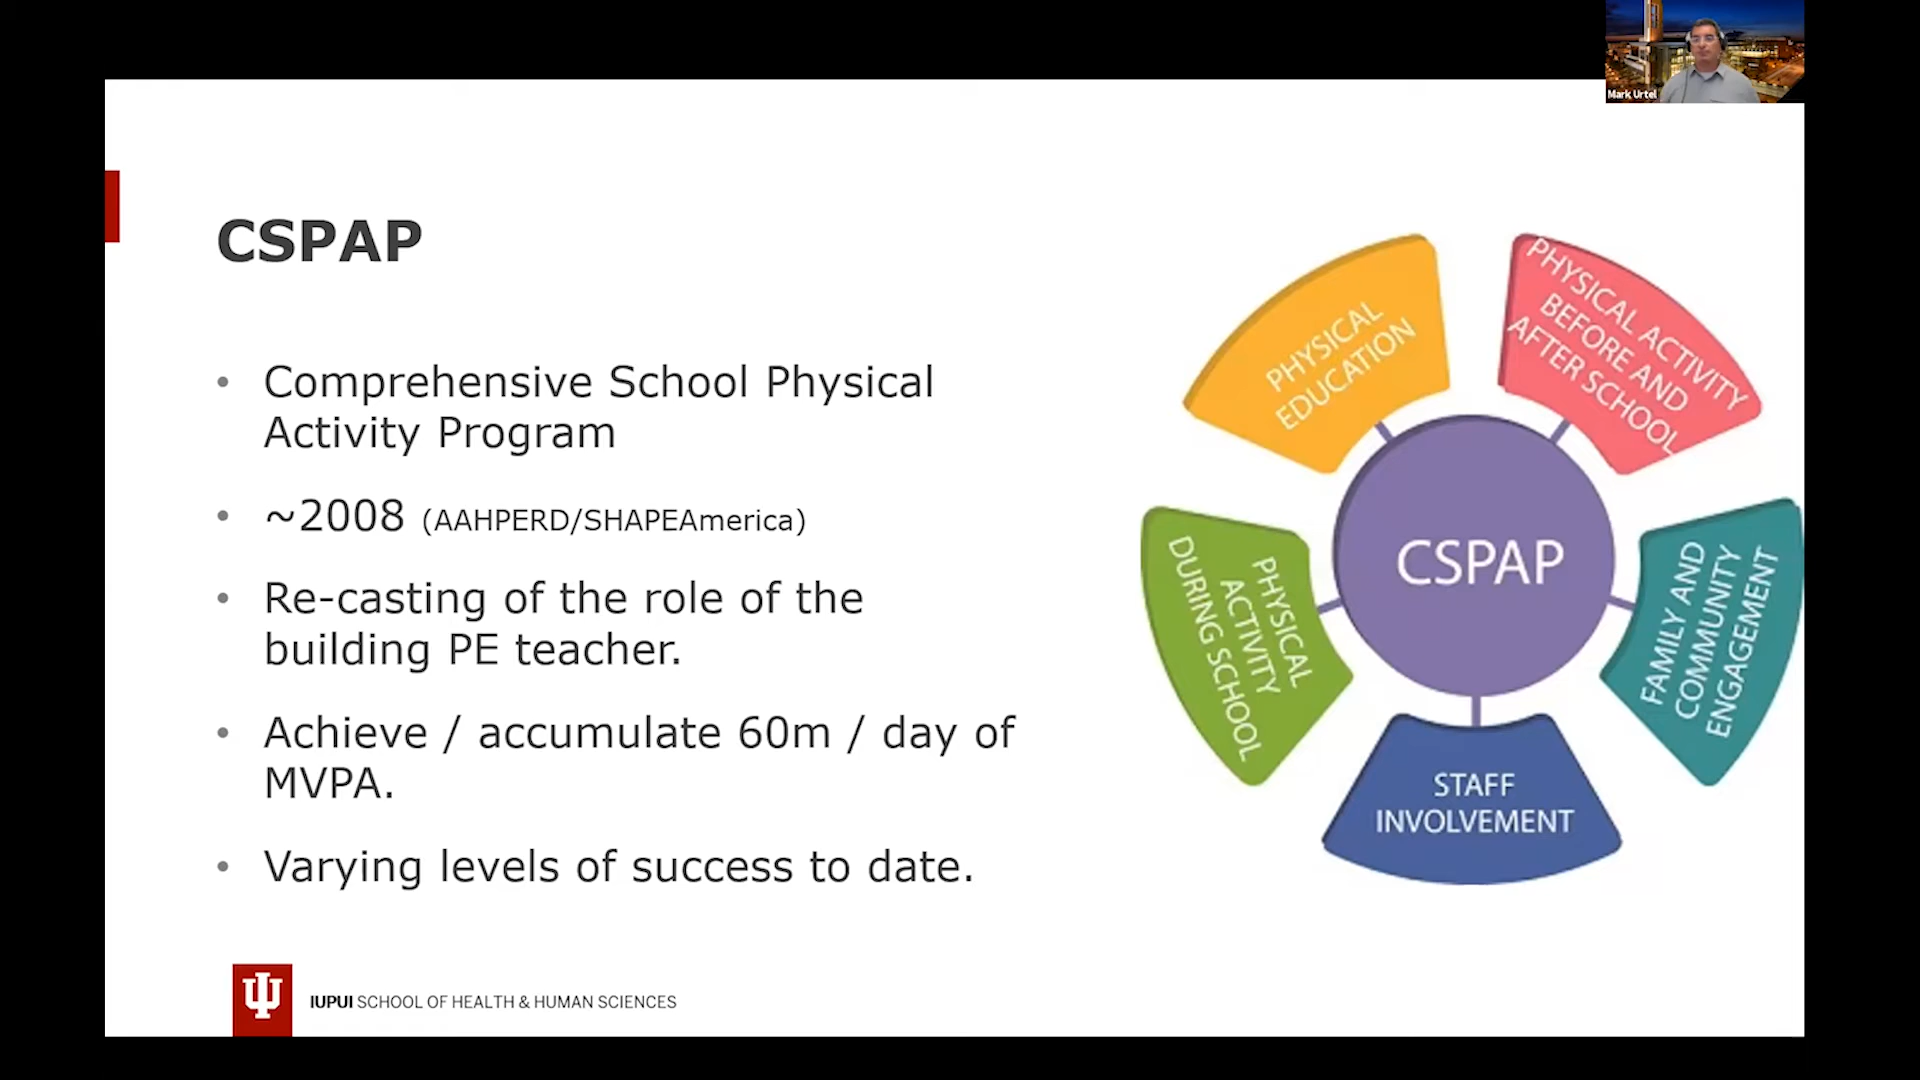 Mark Urtel
CSPAP
• Comprehensive School Physical
Activity Program
• ~2008 (AAHPERD/SHAPEAmerica)
• Re-casting of the role of the
building PE teacher.
• Achieve / accumulate 60m / day of
MVPA.
• Varying levels of success to date.
PHYSICAL
EDUCATION
PHYSICAL ACTIVITY
BEFORE AND
AFTER SCHOOL
PHYSICAL
ACTIVITY
DURING SCHOOL
CSPAP
FAMILY AND
COMMUNITY
ENGAGEMENT
STAFF
INVOLVEMENT
IUPUI SCHOOL OF HEALTH & HUMAN SCIENCES